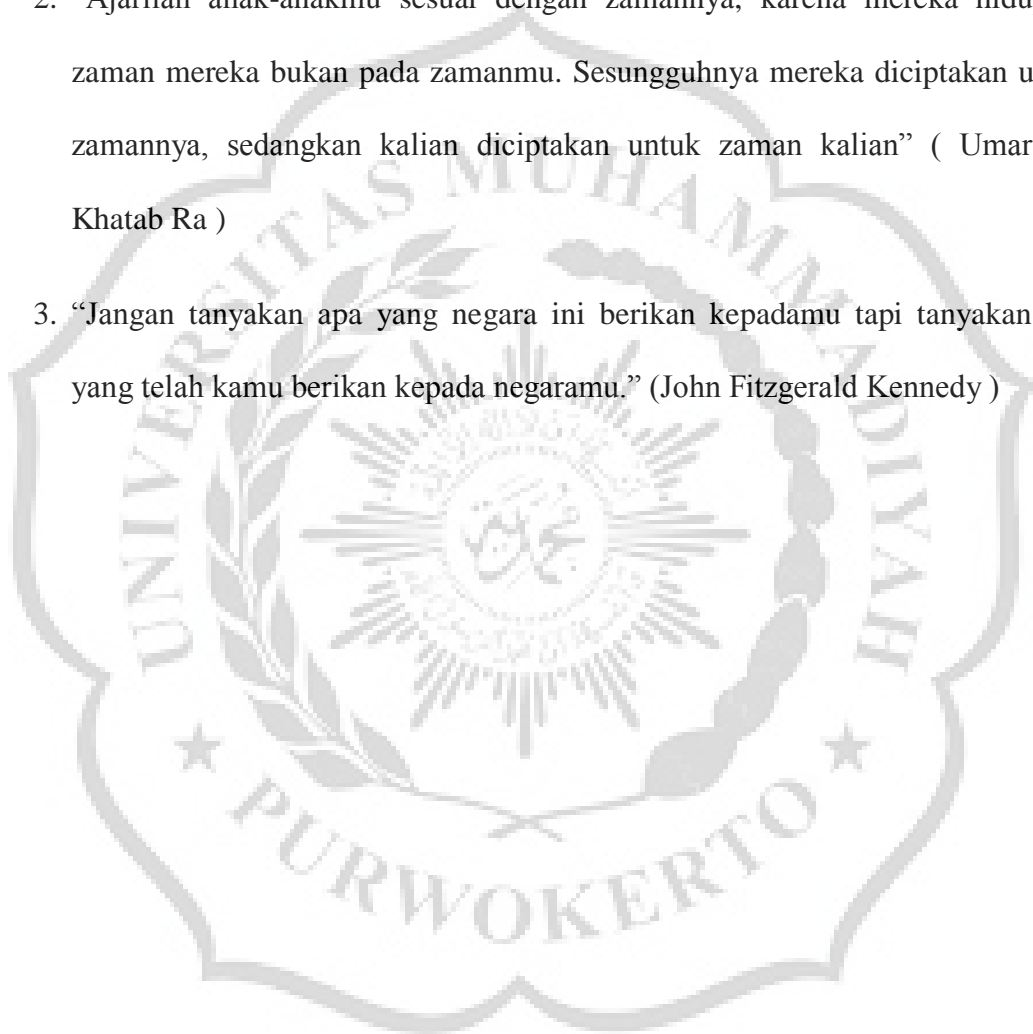 2. “Ajarilah anak-anakmu sesuai dengan zamannya, karena mereka
zaman mereka bukan pada zamanmu. Sesungguhnya mereka diciptakan
zamannya, sedangkan kalian diciptakan untuk zaman kalian” ( Umar
Khatab Ra )
3. “Jangan tanyakan apa yang negara ini berikan kepadamu tapi tanyakan
yang telah kamu berikan kepada negaramu.” (John Fitzgerald Kennedy )
UNIVERSITAS MUHAMMADIYAH
PURWOKERTO